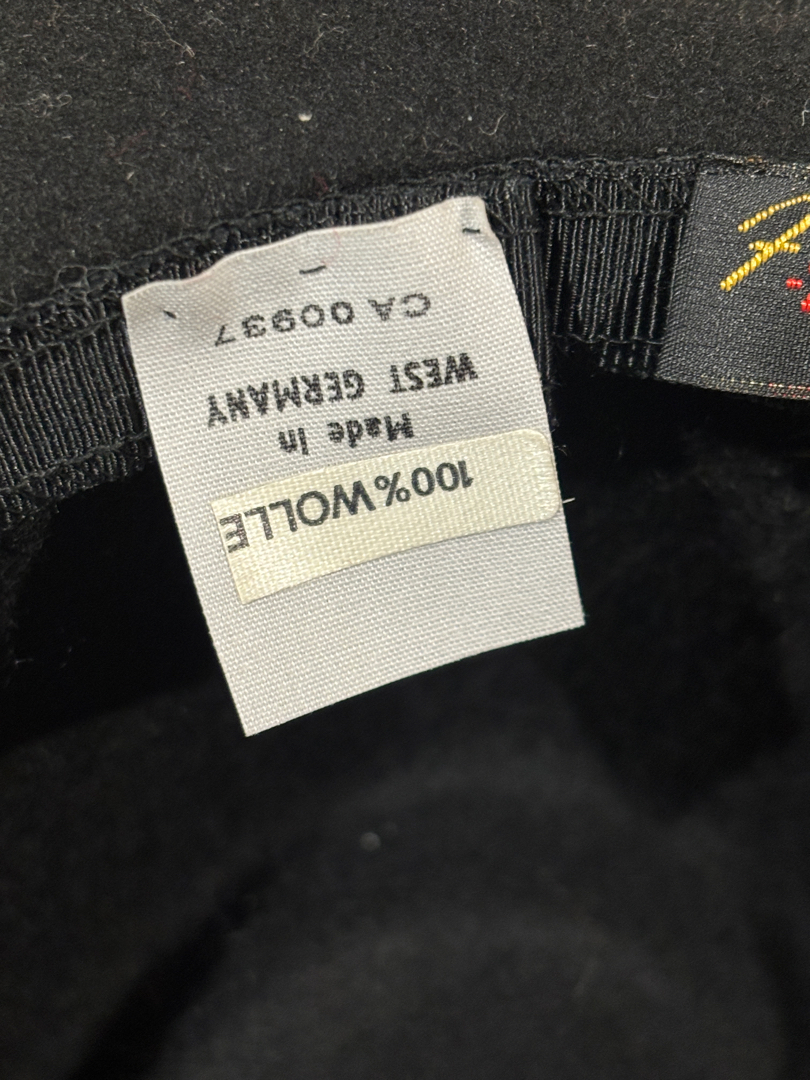 100%WOLLE
Made in
WEST GERMANY
CA 00937